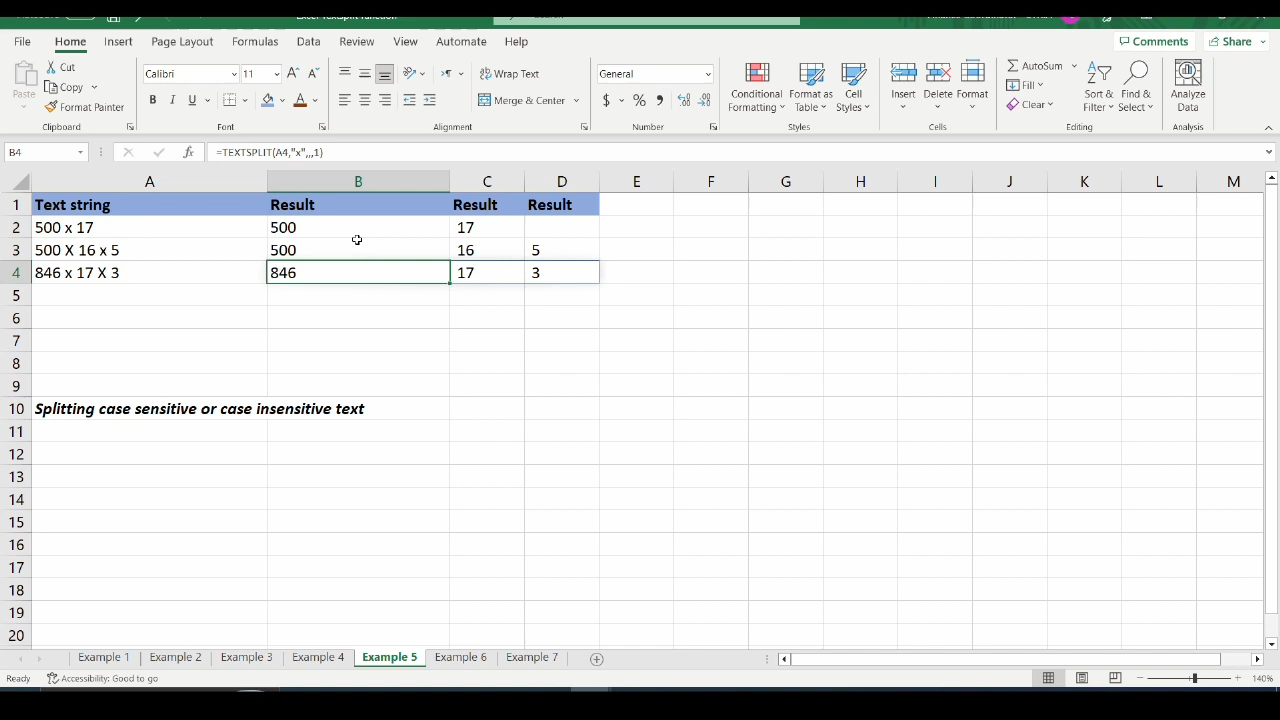 Excel Textsplit function
File Home Insert Page Layout Formulas Data Review View Automate Help Comments Share
Cut
Copy
Format Painter
Paste
Calibri 11
B I U
Wrap Text
Merge & Center
General
$ % ,
Conditional Formatting
Format as Table
Cell Styles
Insert Delete Format
AutoSum
Fill
Clear
Sort & Filter
Find & Select
Analyze Data
Clipboard Font Alignment Number Styles Cells Editing Analysis
B4 fx =TEXTSPLIT(A4,"x",,,1)
A B C D E F G H I J K L M
1 Text string Result Result Result
2 500 x 17 500 17
3 500 X 16 x 5 500 16 5
4 846 x 17 X 3 846 17 3
5
6
7
8
9
10 Splitting case sensitive or case insensitive text
11
12
13
14
15
16
17
18
19
20
Example 1 Example 2 Example 3 Example 4 Example 5 Example 6 Example 7
Ready Accessibility: Good to go 140%